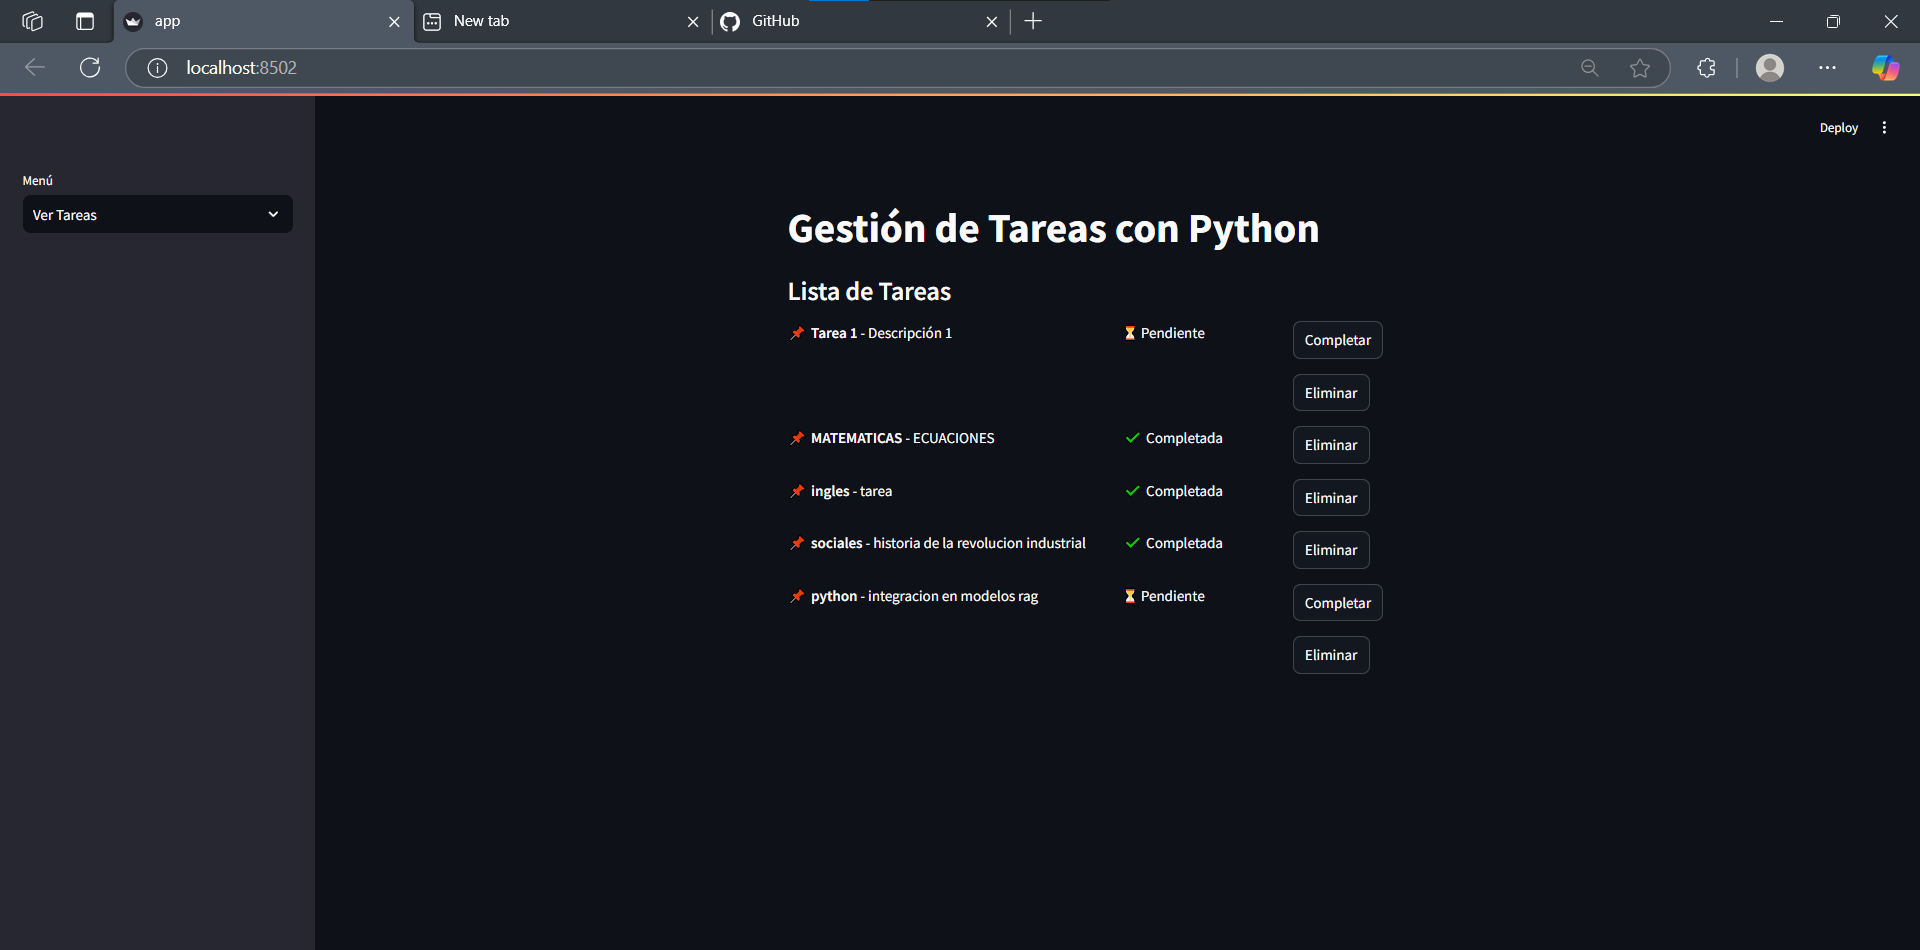 app
New tab
GitHub
localhost:8502
Deploy
Menú
Ver Tareas
Gestión de Tareas con Python
Lista de Tareas
📌 Tarea 1 - Descripción 1 ⏳ Pendiente Completar
Eliminar
📌 MATEMATICAS - ECUACIONES ✅ Completada Eliminar
📌 ingles - tarea ✅ Completada Eliminar
📌 sociales - historia de la revolucion industrial ✅ Completada Eliminar
📌 python - integracion en modelos rag ⏳ Pendiente Completar
Eliminar